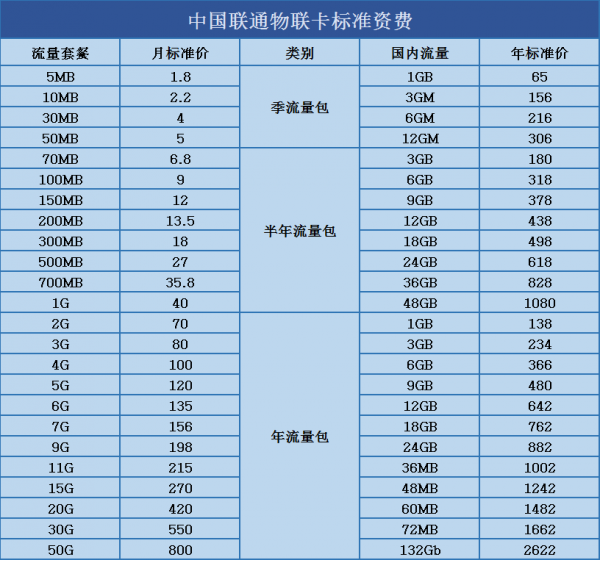 中国联通物联卡标准资费
流量套餐 月标准价 类别 国内流量 年标准价
5MB 1.8 季流量包 1GB 65
10MB 2.2 3GM 156
30MB 4 6GM 216
50MB 5 12GM 306
70MB 6.8 半年流量包 3GB 180
100MB 9 6GB 318
150MB 12 9GB 378
200MB 13.5 12GB 438
300MB 18 18GB 498
500MB 27 24GB 618
700MB 35.8 36GB 828
1G 40 48GB 1080
2G 70 年流量包 1GB 138
3G 80 3GB 234
4G 100 6GB 366
5G 120 9GB 480
6G 135 12GB 642
7G 156 18GB 762
9G 198 24GB 882
11G 215 36MB 1002
15G 270 48MB 1242
20G 420 60MB 1482
30G 550 72MB 1662
50G 800 132Gb 2622